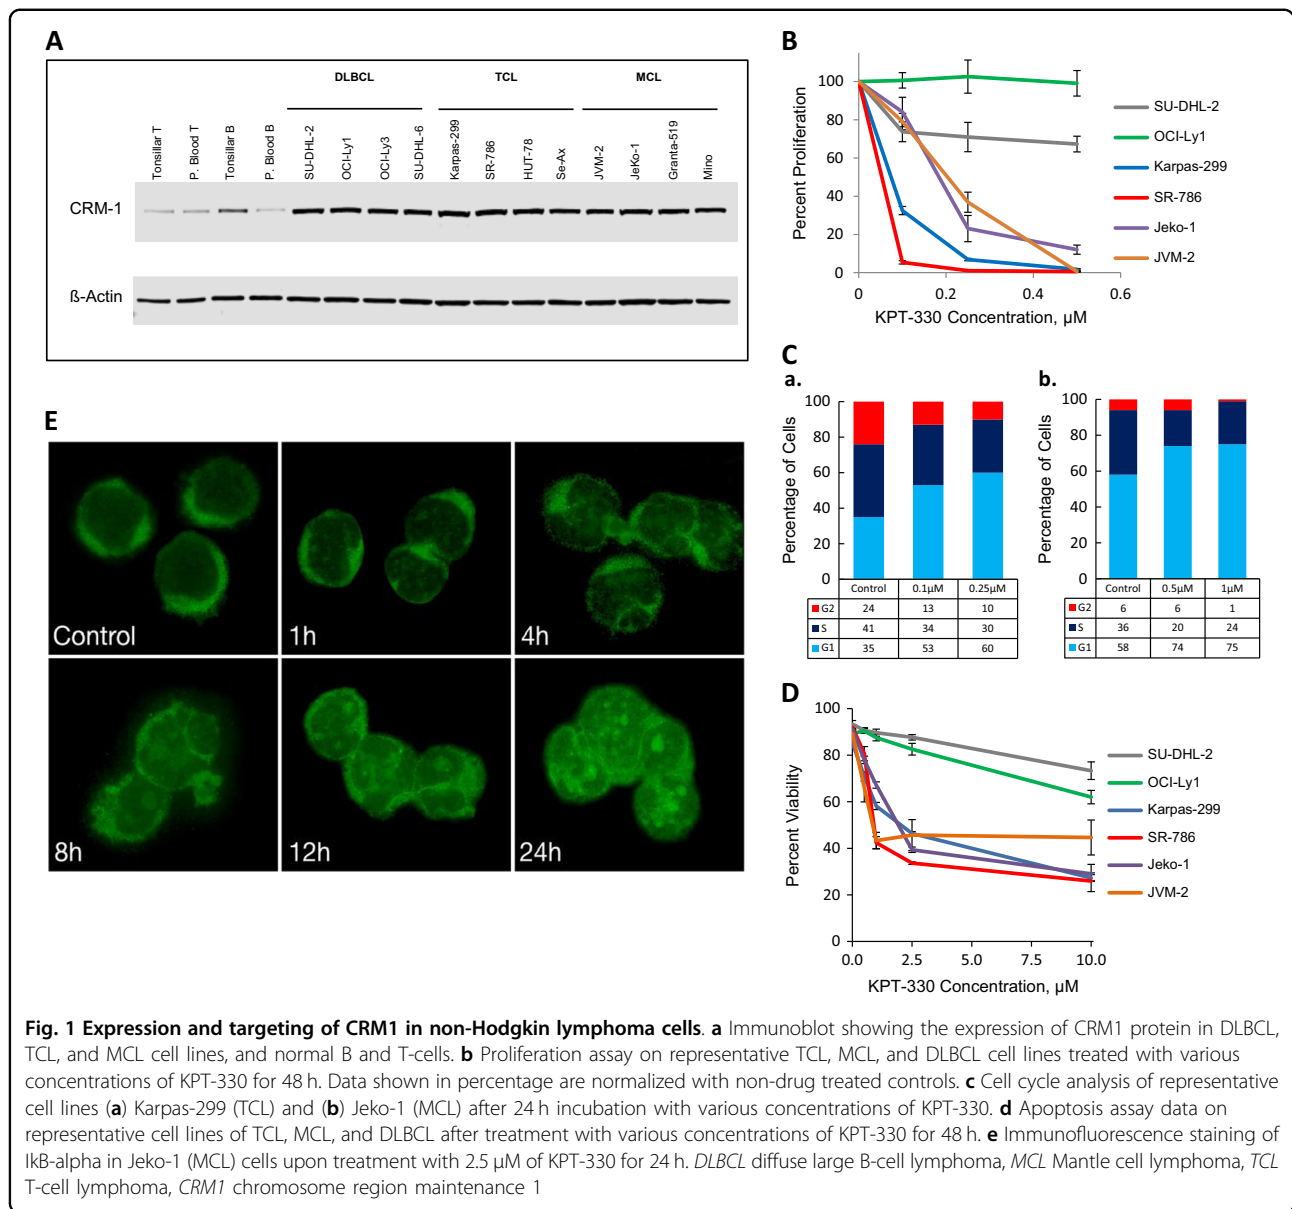 A
DLBCL TCL MCL
Tonsillar T
P. Blood T
Tonsillar B
P. Blood B
SU-DHL-2
OCI-Ly1
OCI-Ly3
SU-DHL-6
Karpas-299
SR-786
HUT-78
Se-Ax
JVM-2
JeKo-1
Granta-519
Mino
CRM-1
ß-Actin
B
Percent Proliferation
100
80
60
40
20
0
0 0.2 0.4 0.6
KPT-330 Concentration, µM
SU-DHL-2
OCI-Ly1
Karpas-299
SR-786
Jeko-1
JVM-2
C
a.
Percentage of Cells
100
80
60
40
20
0
Control 0.1µM 0.25µM
G2 24 13 10
S 41 34 30
G1 35 53 60
b.
Percentage of Cells
100
80
60
40
20
0
Control 0.5µM 1µM
G2 6 6 1
S 36 20 24
G1 58 74 75
D
Percent Viability
100
80
60
40
20
0
0.0 2.5 5.0 7.5 10.0
KPT-330 Concentration, µM
SU-DHL-2
OCI-Ly1
Karpas-299
SR-786
Jeko-1
JVM-2
E
Control
1h
4h
8h
12h
24h
Fig. 1 Expression and targeting of CRM1 in non-Hodgkin lymphoma cells. a Immunoblot showing the expression of CRM1 protein in DLBCL,
TCL, and MCL cell lines, and normal B and T-cells. b Proliferation assay on representative TCL, MCL, and DLBCL cell lines treated with various
concentrations of KPT-330 for 48 h. Data shown in percentage are normalized with non-drug treated controls. c Cell cycle analysis of representative
cell lines (a) Karpas-299 (TCL) and (b) Jeko-1 (MCL) after 24 h incubation with various concentrations of KPT-330. d Apoptosis assay data on
representative cell lines of TCL, MCL, and DLBCL after treatment with various concentrations of KPT-330 for 48 h. e Immunofluorescence staining of
IkB-alpha in Jeko-1 (MCL) cells upon treatment with 2.5 µM of KPT-330 for 24 h. DLBCL diffuse large B-cell lymphoma, MCL Mantle cell lymphoma, TCL
T-cell lymphoma, CRM1 chromosome region maintenance 1